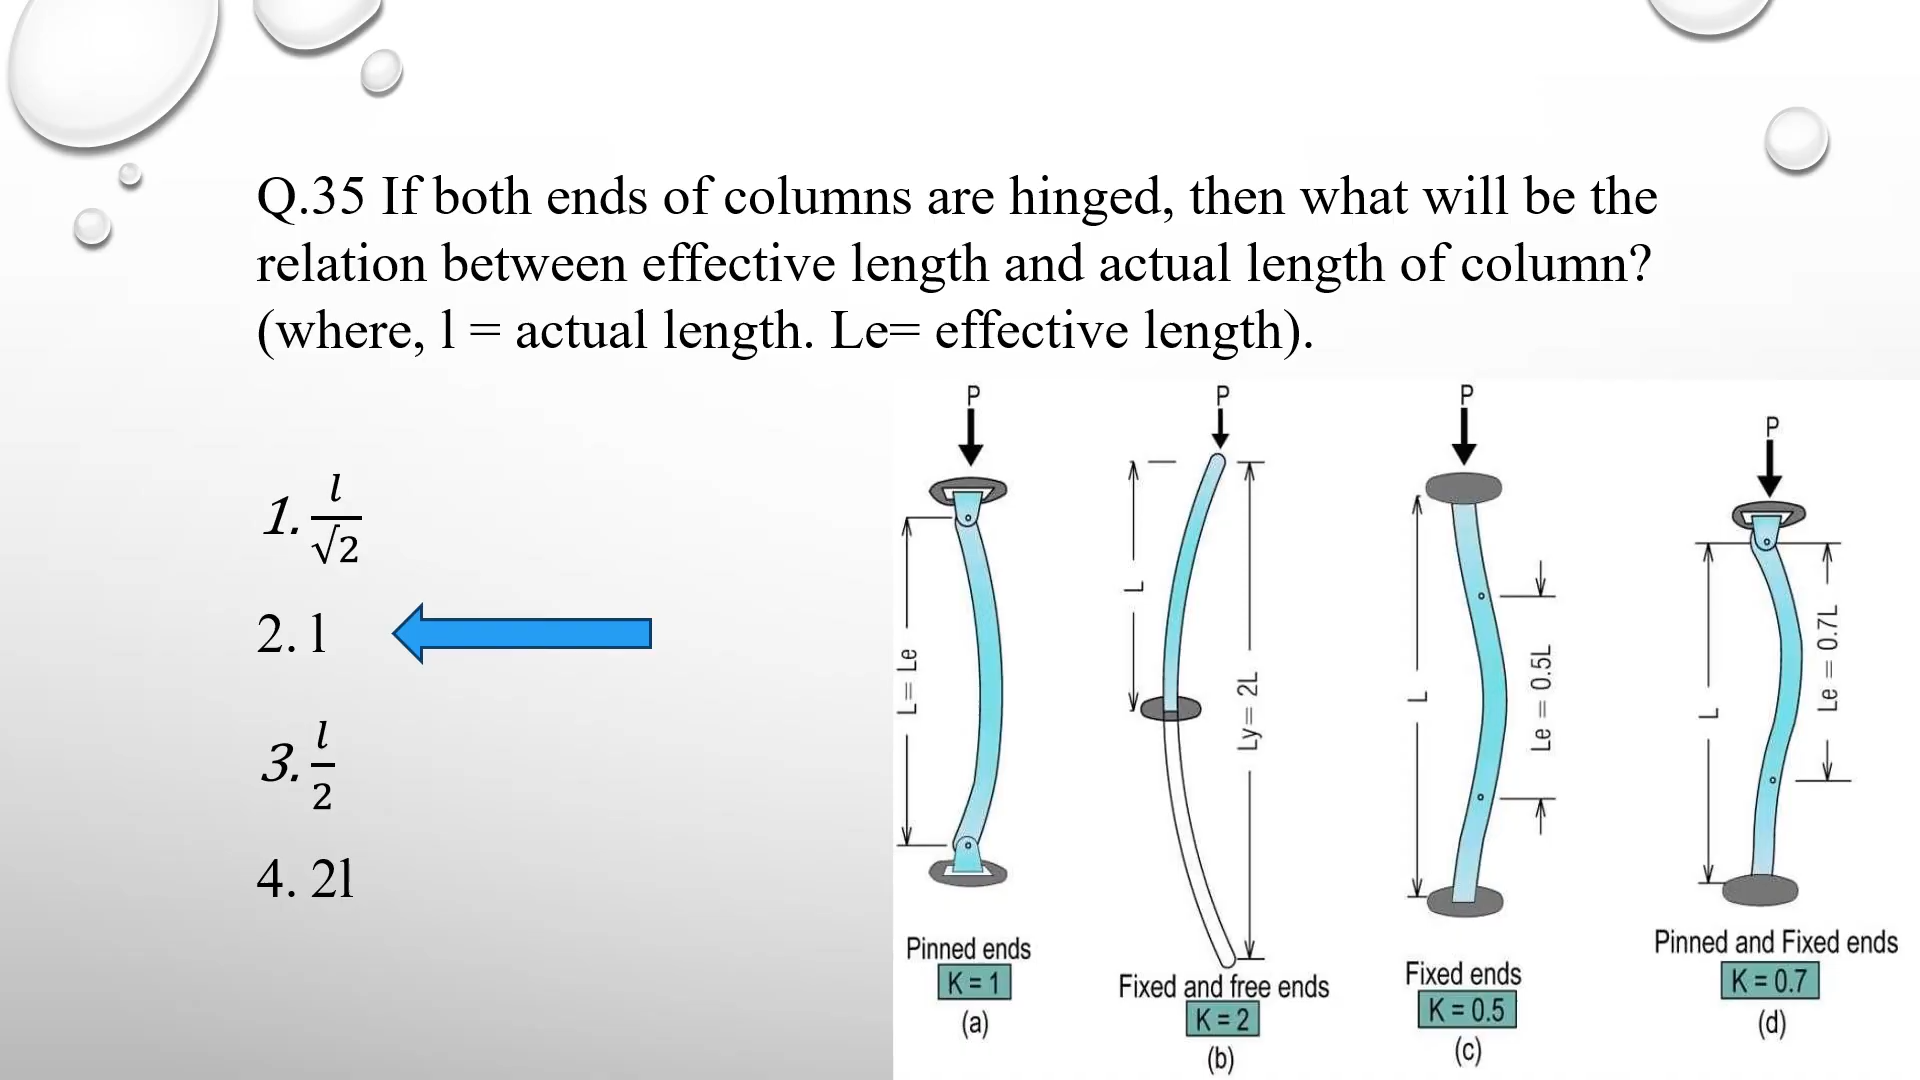 Q.35 If both ends of columns are hinged, then what will be the
relation between effective length and actual length of column?
(where, l = actual length. Le= effective length).
1. l/√2
2. l
3. l/2
4. 2l
P
L= Le
Pinned ends
K = 1
(a)
P
L
Ly= 2L
Fixed and free ends
K = 2
(b)
P
L
Le = 0.5L
Fixed ends
K = 0.5
(c)
P
L
Le = 0.7L
Pinned and Fixed ends
K = 0.7
(d)